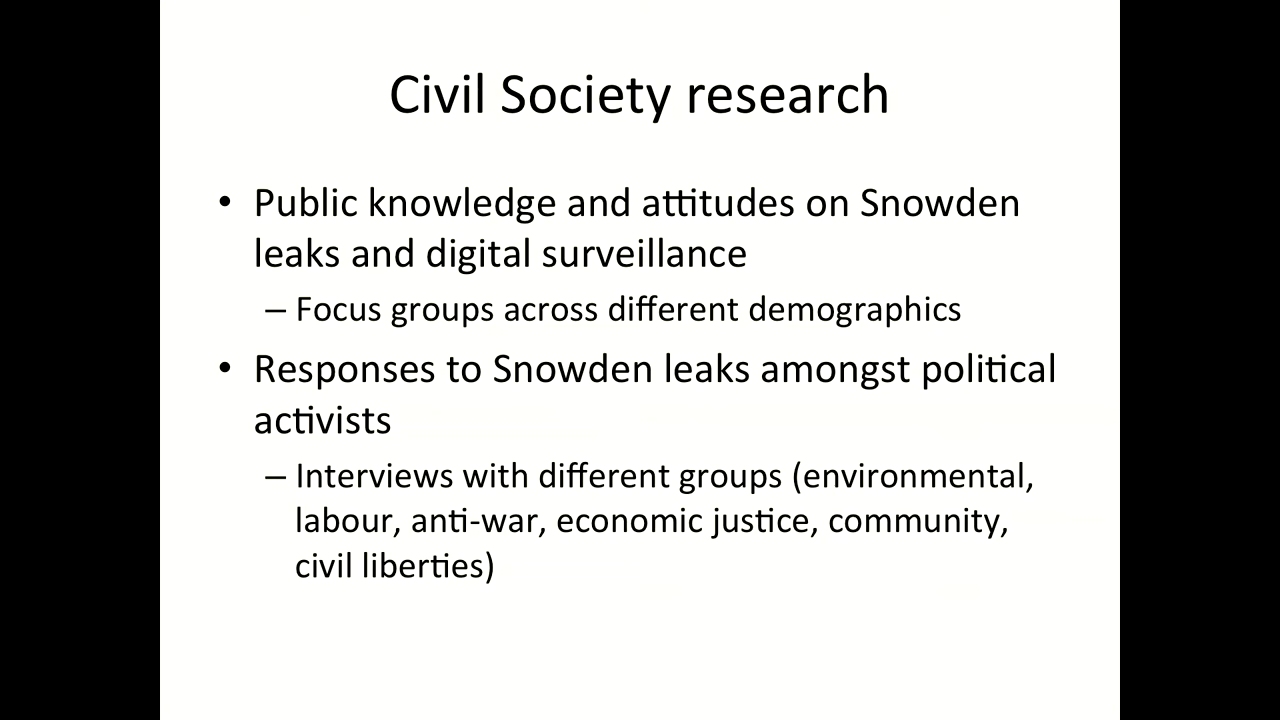 Civil Society research
• Public knowledge and attitudes on Snowden
leaks and digital surveillance
– Focus groups across different demographics
• Responses to Snowden leaks amongst political
activists
– Interviews with different groups (environmental,
labour, anti-war, economic justice, community,
civil liberties)